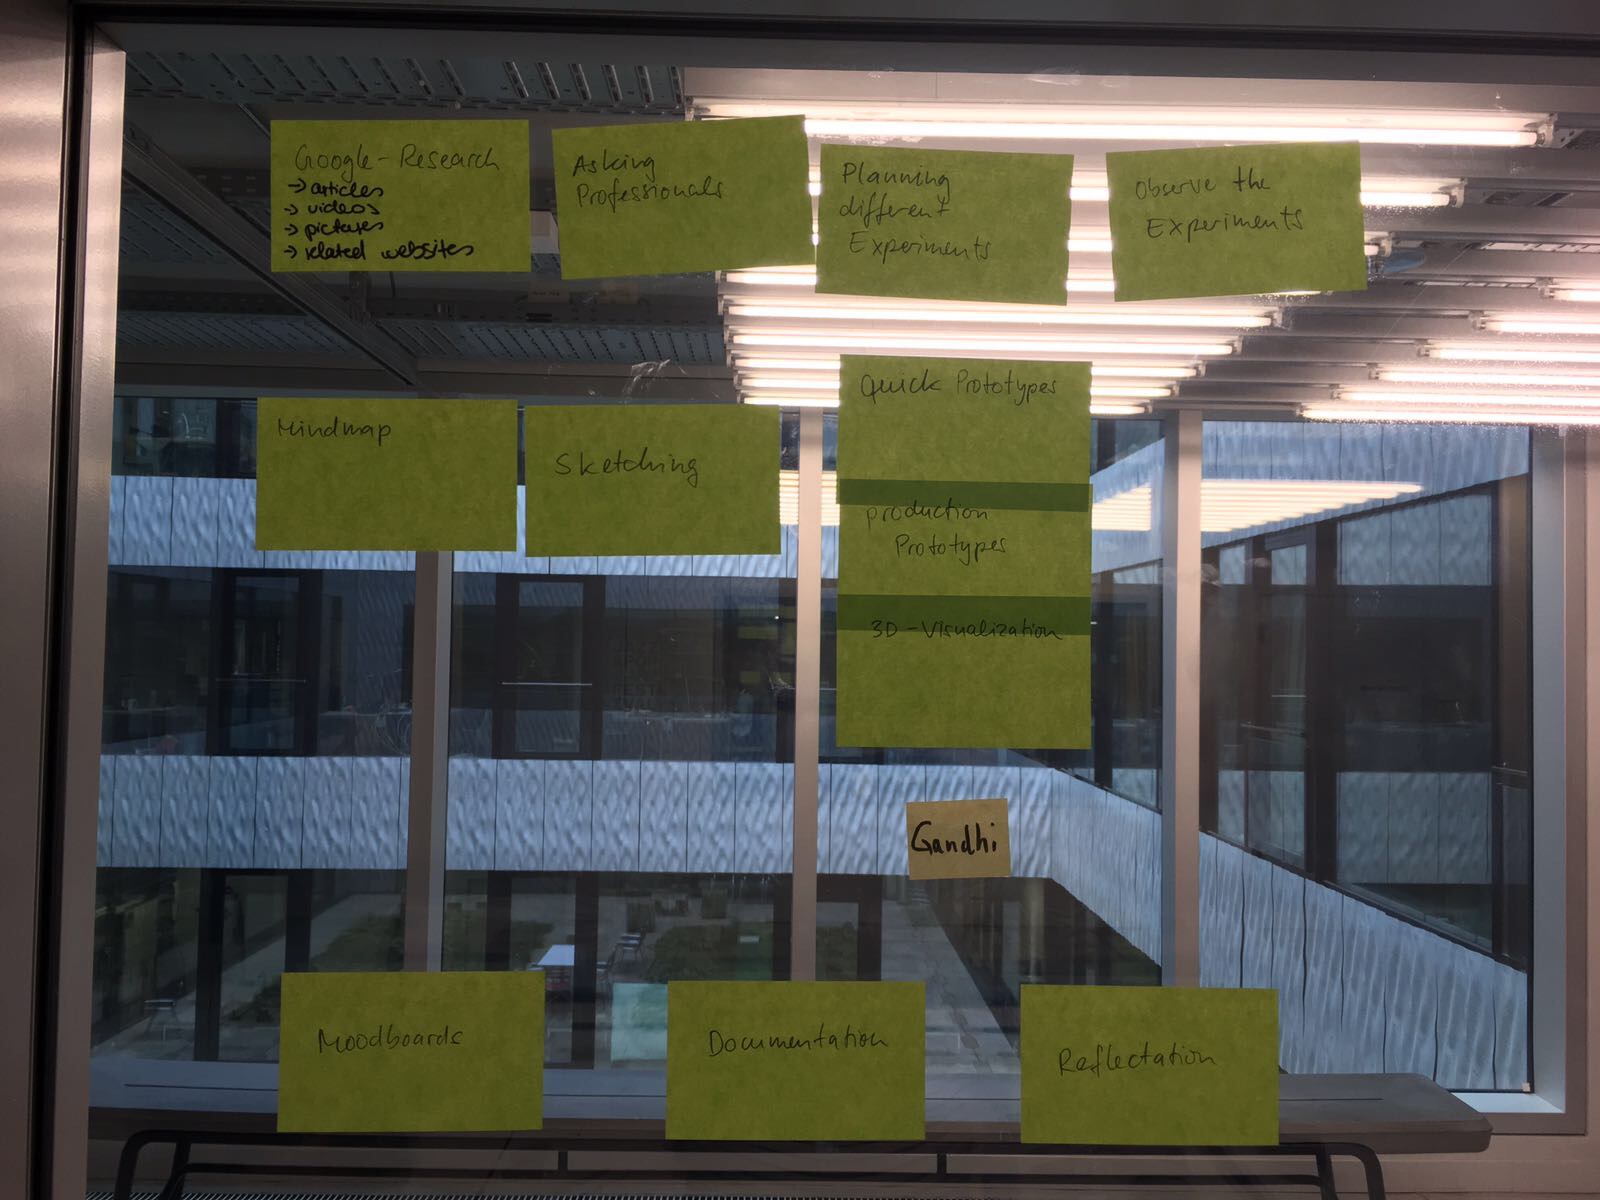 Google-Research
→ articles
→ videos
→ pictures
→ related websites
Asking
Professionals
Planning
different
Experiments
Observe the
Experiments
Mindmap
Sketching
Quick Prototypes
production
Prototypes
3D-Visualization
Gandhi
Moodboards
Documentation
Reflectation